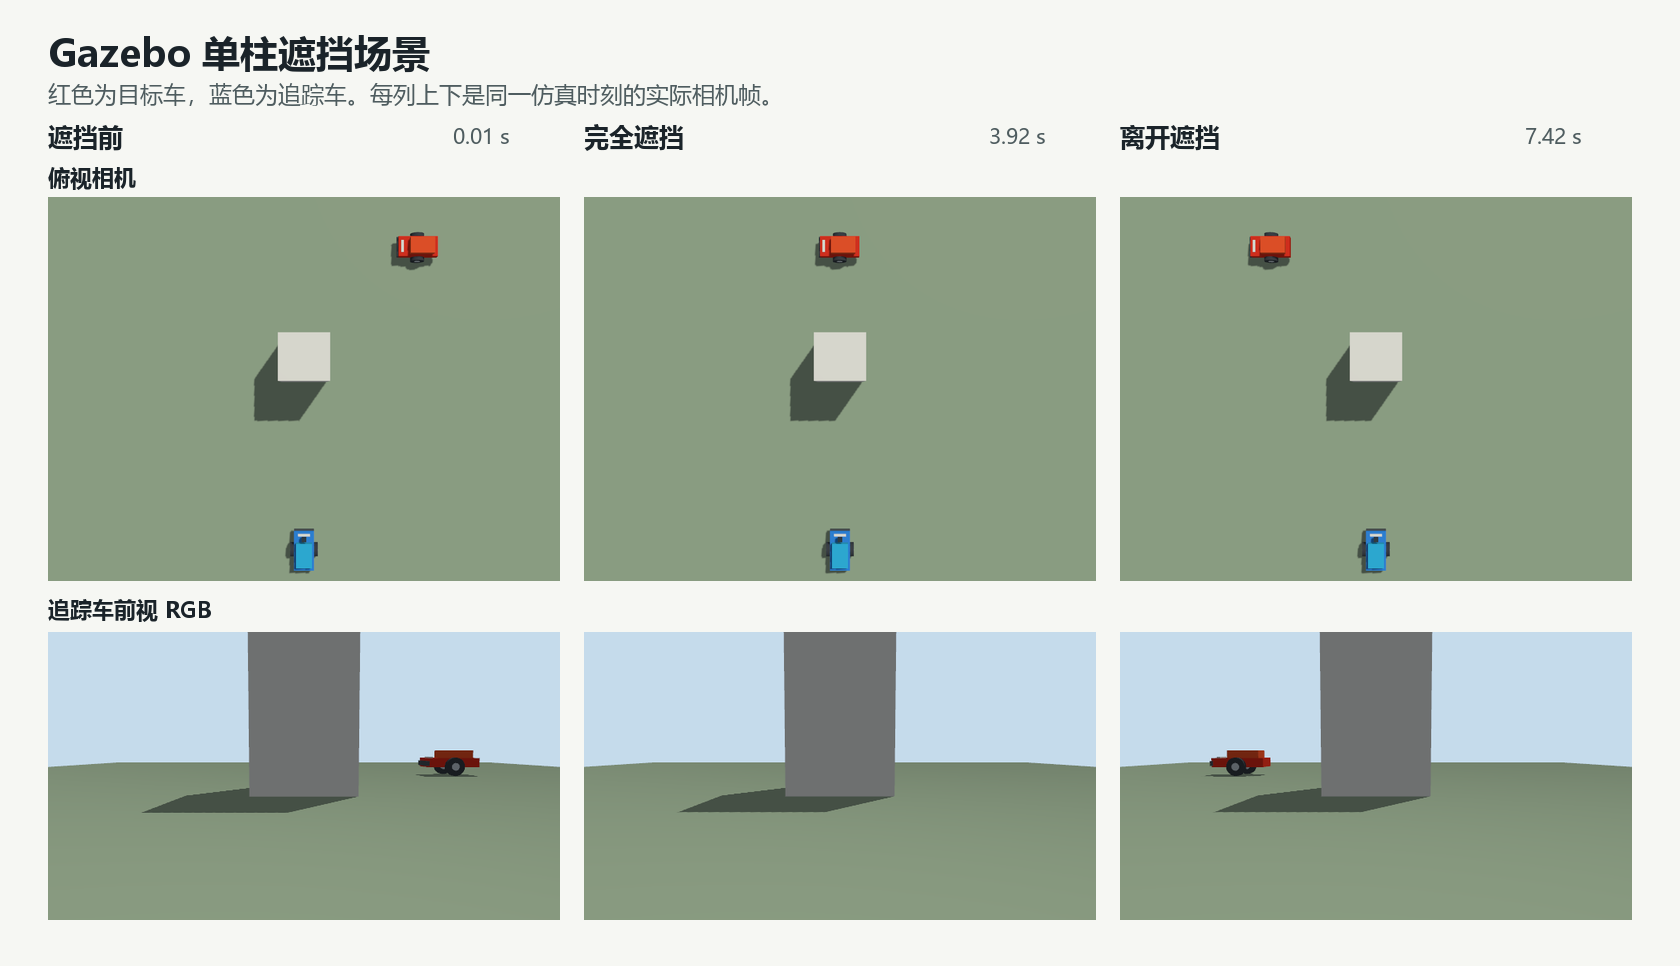 Gazebo 单柱遮挡场景
红色为目标车，蓝色为追踪车。每列上下是同一仿真时刻的实际相机帧。
遮挡前 0.01 s
完全遮挡 3.92 s
离开遮挡 7.42 s
俯视相机
追踪车前视 RGB